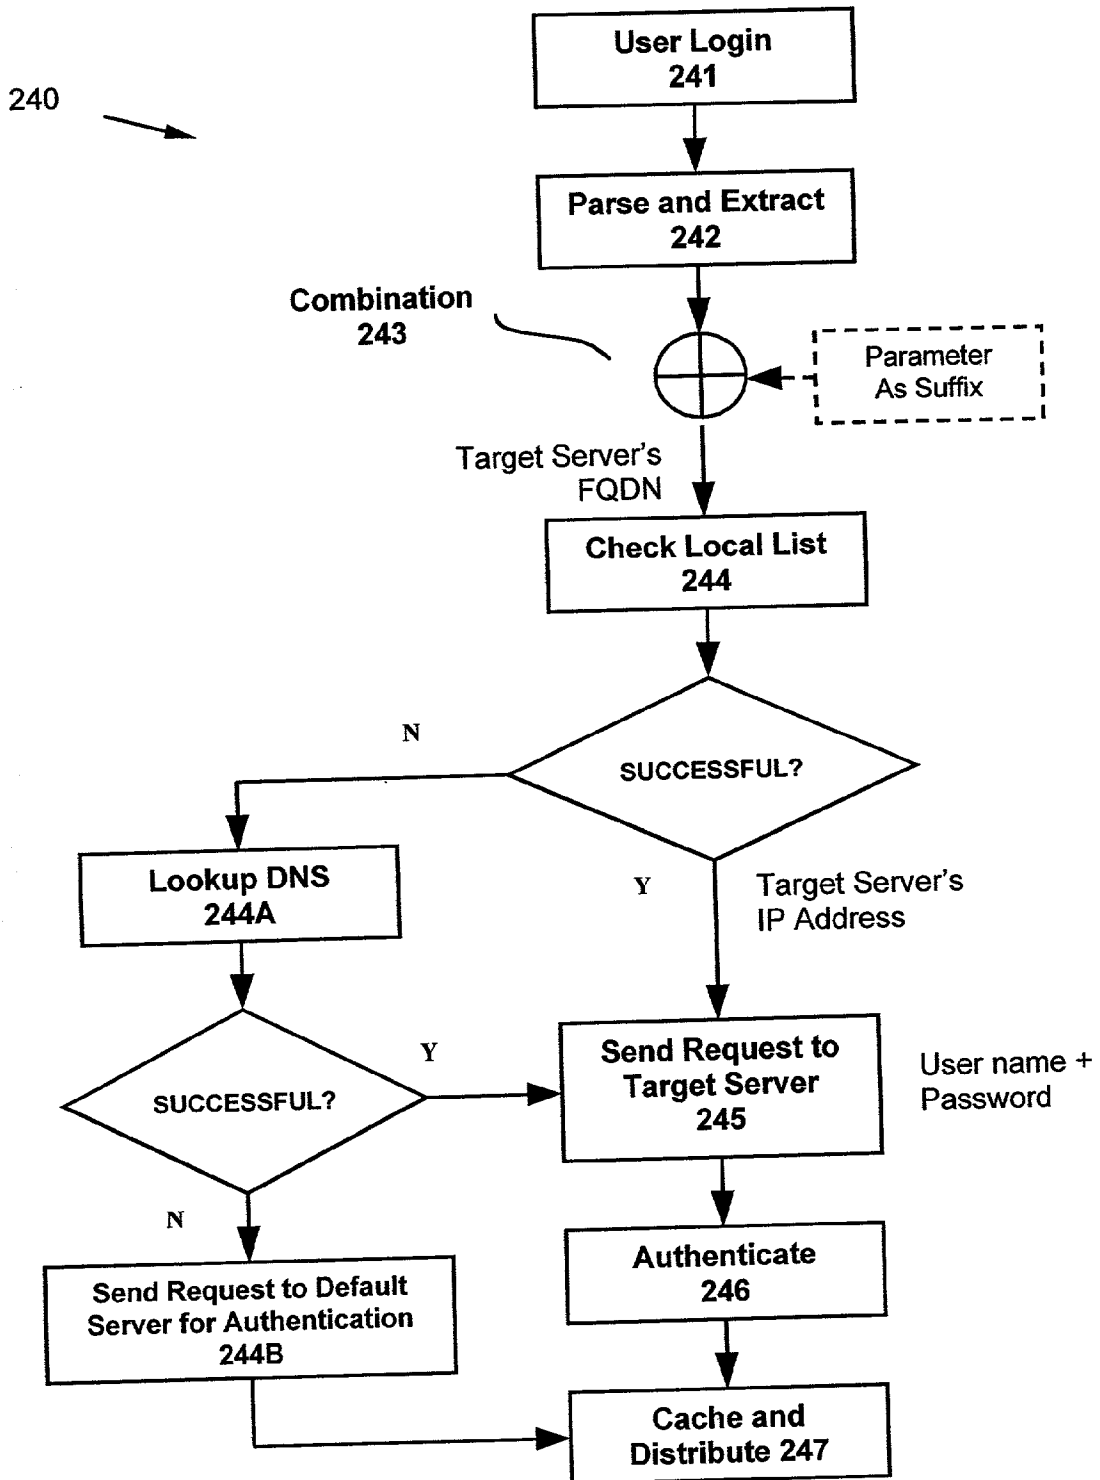 User Login
241
240
Parse and Extract
242
Combination
243
Parameter
As Suffix
Target Server's
FQDN
Check Local List
244
N
SUCCESSFUL?
Lookup DNS
244A
Y
Target Server's
IP Address
Y
Send Request to
Target Server
245
User name +
Password
SUCCESSFUL?
N
Send Request to Default
Server for Authentication
244B
Authenticate
246
Cache and
Distribute 247